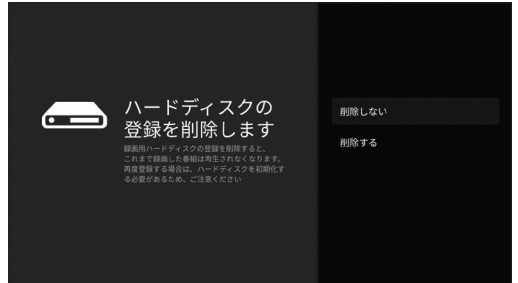 ハードディスクの
登録を削除します
録画用ハードディスクの登録を削除すると、
これまで録画した番組は再生されなくなります。
再度登録する場合は、ハードディスクを初期化す
る必要があるため、ご注意ください
削除しない
削除する